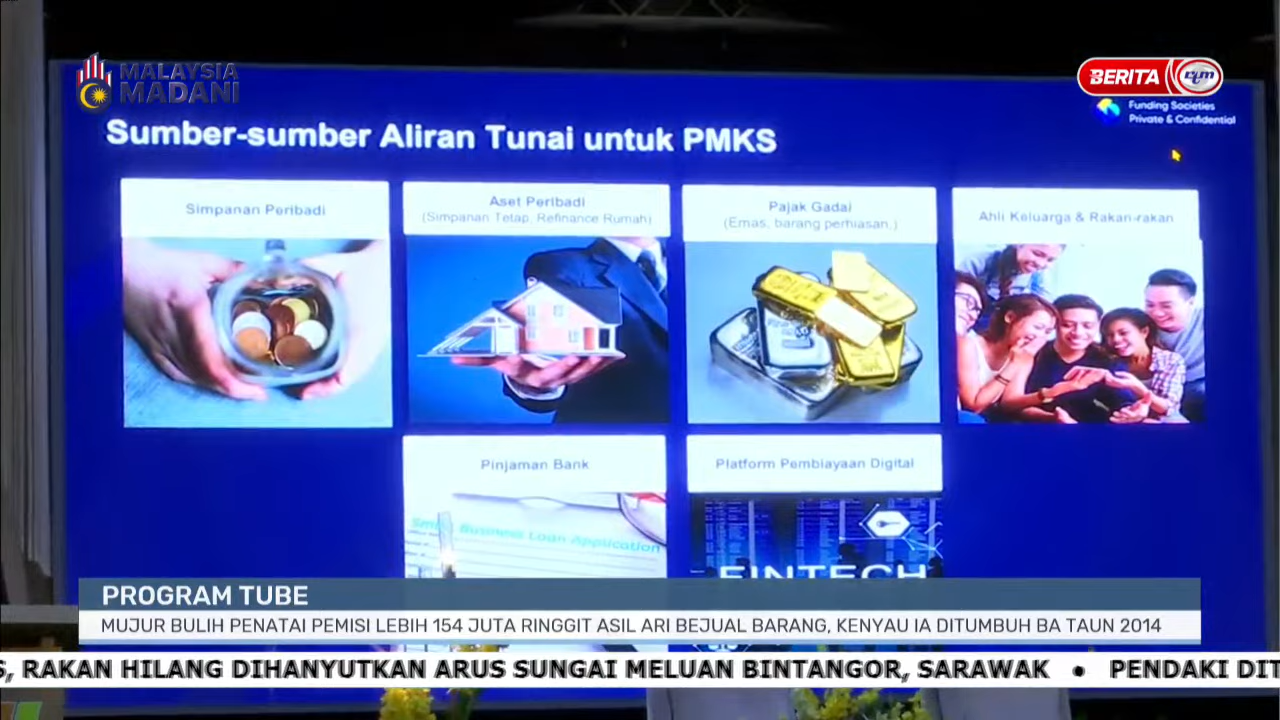 MALAYSIA
MADANI
BERITA rtm
Funding Societies
Private & Confidential
Sumber-sumber Aliran Tunai untuk PMKS
Simpanan Peribadi
Aset Peribadi
(Simpanan Tetap, Refinance Rumah)
Pajak Gadai
(Emas, barang perhiasan,)
Ahli Keluarga & Rakan-rakan
Pinjaman Bank
Platform Pembiayaan Digital
Small Business Loan Application
FINTECH
PROGRAM TUBE
MUJUR BULIH PENATAI PEMISI LEBIH 154 JUTA RINGGIT ASIL ARI BEJUAL BARANG, KENYAU IA DITUMBUH BA TAUN 2014
S, RAKAN HILANG DIHANYUTKAN ARUS SUNGAI MELUAN BINTANGOR, SARAWAK • PENDAKI DIT